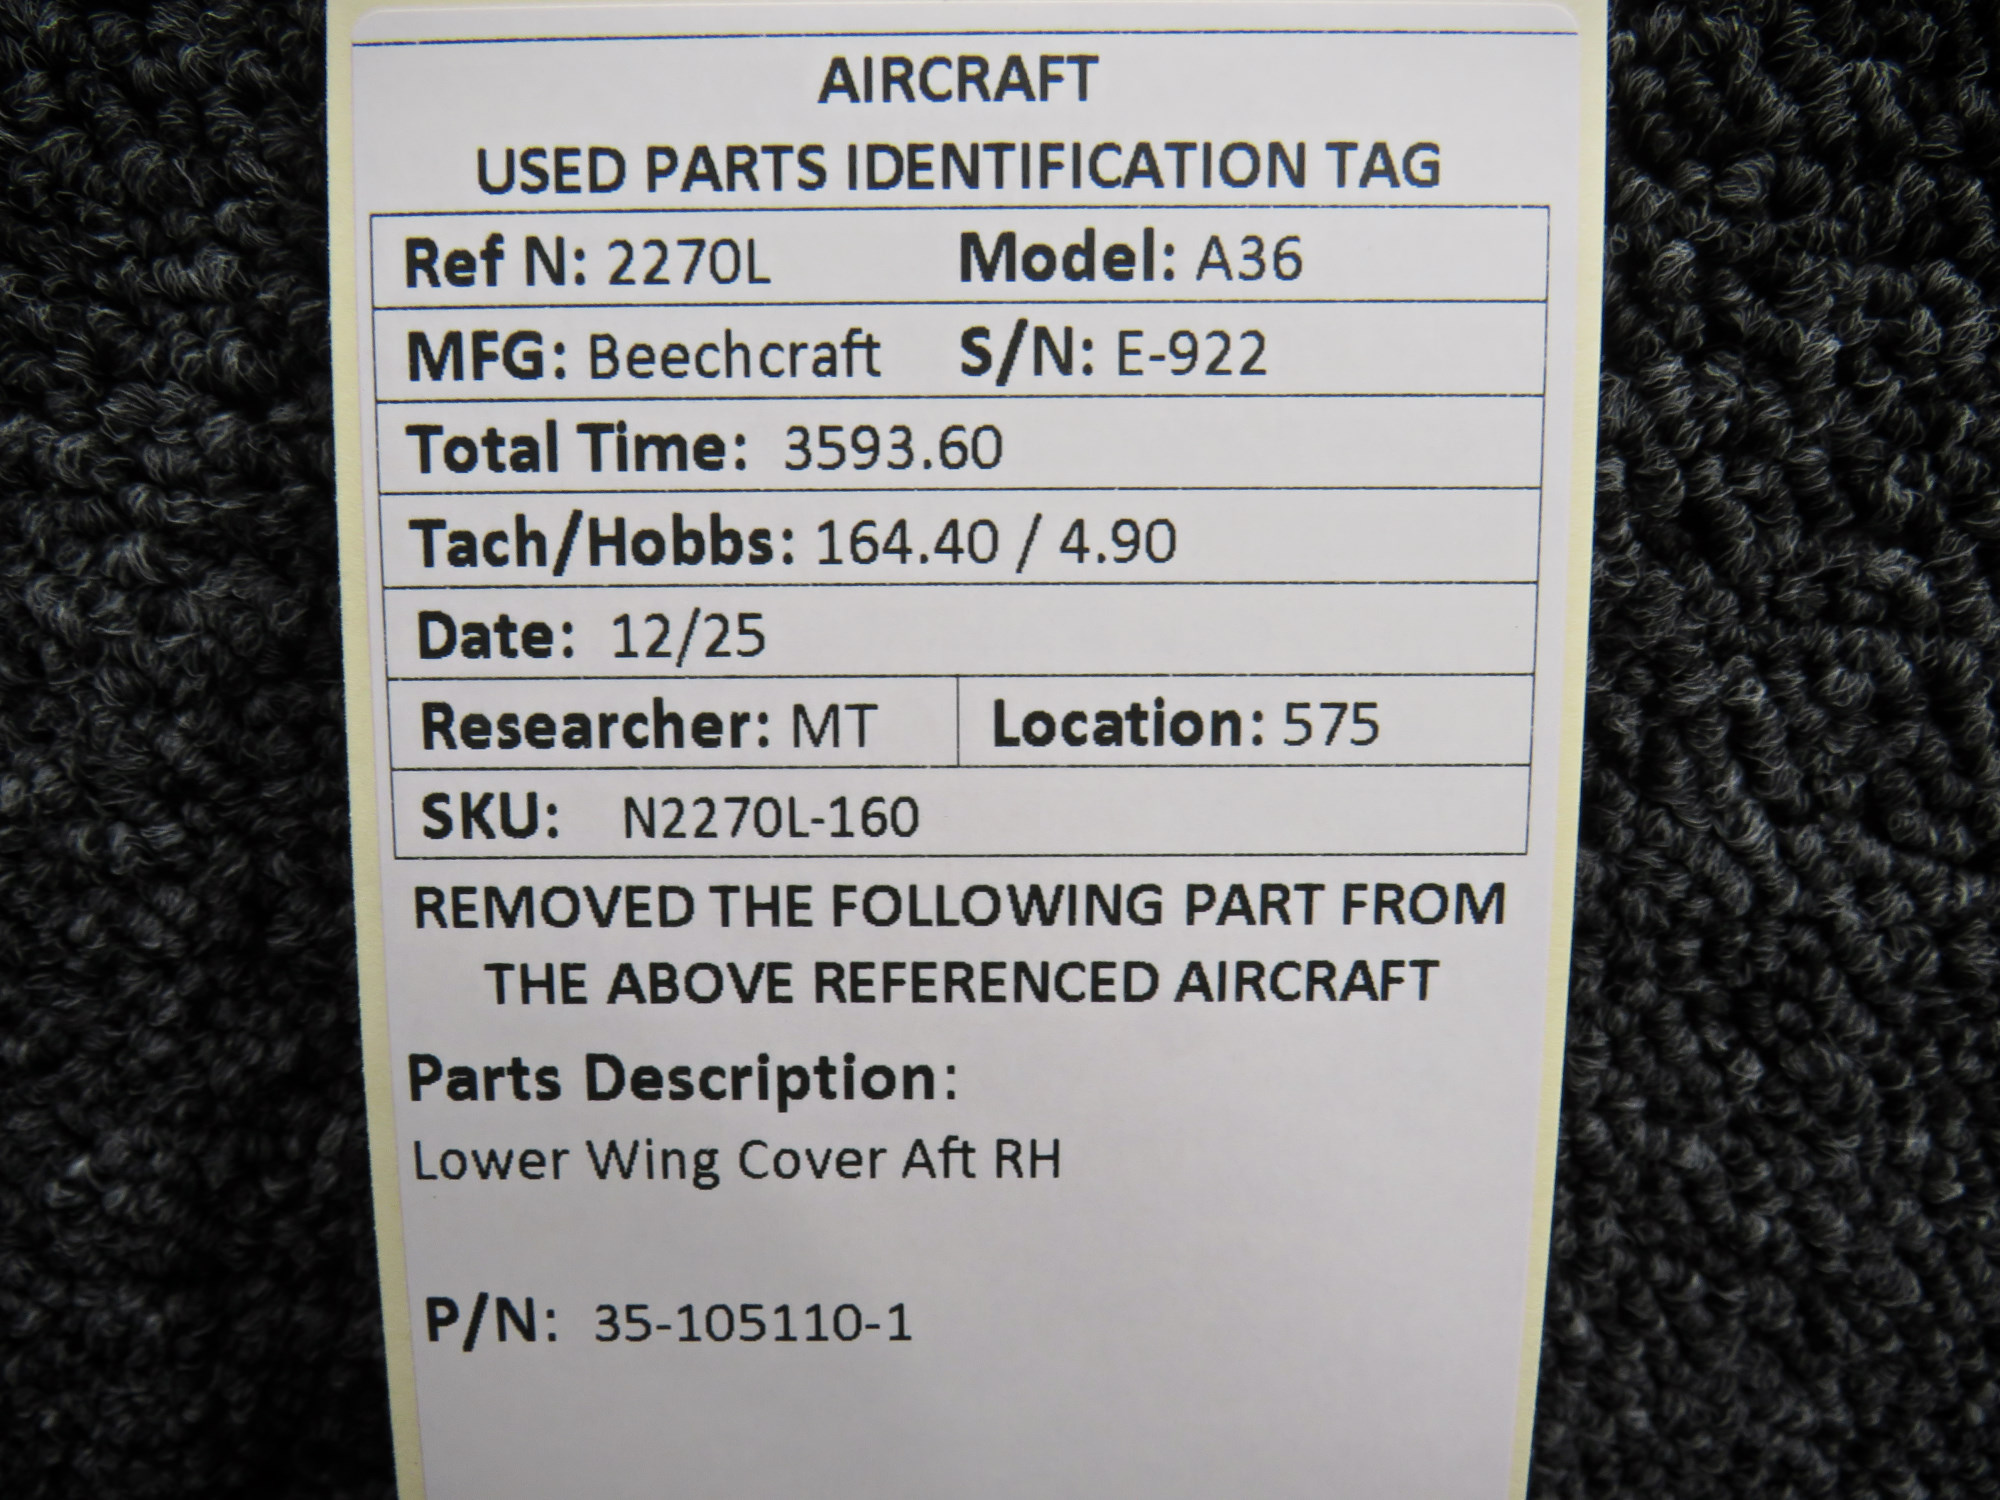 AIRCRAFT
USED PARTS IDENTIFICATION TAG
Ref N: 2270L Model: A36
MFG: Beechcraft S/N: E-922
Total Time: 3593.60
Tach/Hobbs: 164.40 / 4.90
Date: 12/25
Researcher: MT Location: 575
SKU: N2270L-160
REMOVED THE FOLLOWING PART FROM
THE ABOVE REFERENCED AIRCRAFT
Parts Description:
Lower Wing Cover Aft RH
P/N: 35-105110-1